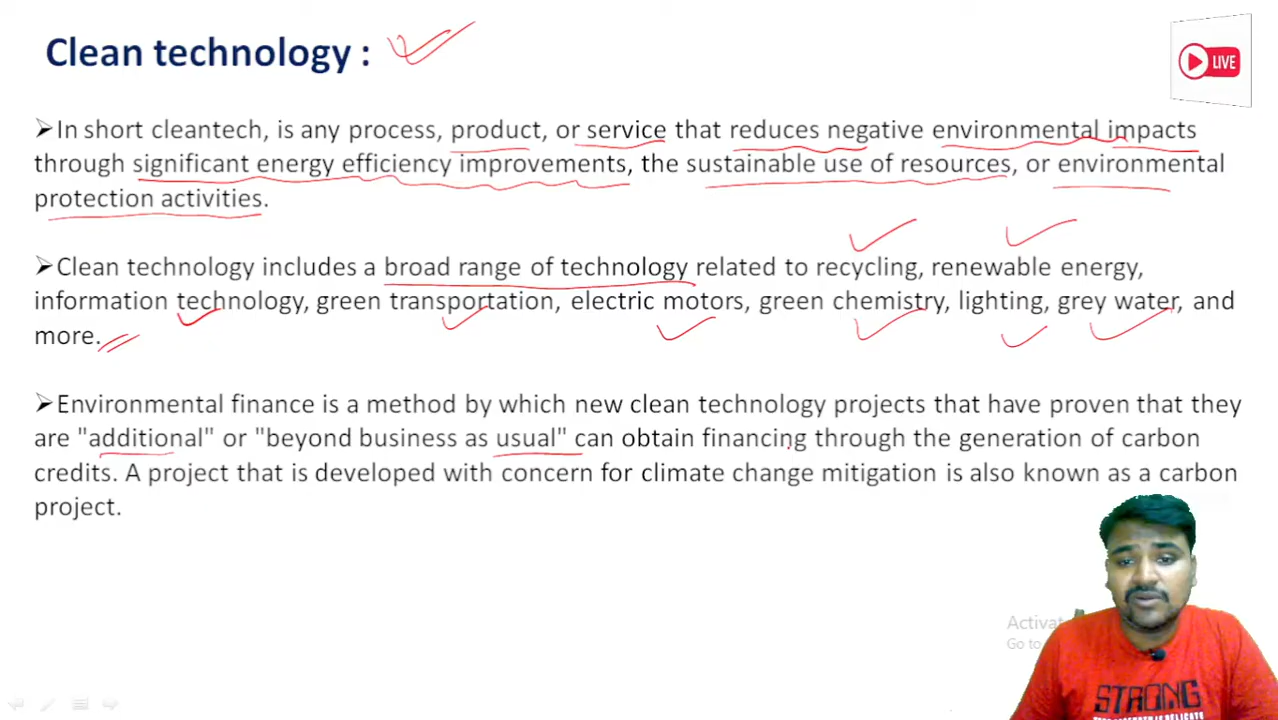 Clean technology :
LIVE
➤In short cleantech, is any process, product, or service that reduces negative environmental impacts
through significant energy efficiency improvements, the sustainable use of resources, or environmental
protection activities.
➤Clean technology includes a broad range of technology related to recycling, renewable energy,
information technology, green transportation, electric motors, green chemistry, lighting, grey water, and
more.
➤Environmental finance is a method by which new clean technology projects that have proven that they
are "additional" or "beyond business as usual" can obtain financing through the generation of carbon
credits. A project that is developed with concern for climate change mitigation is also known as a carbon
project.
Go to
STRONG